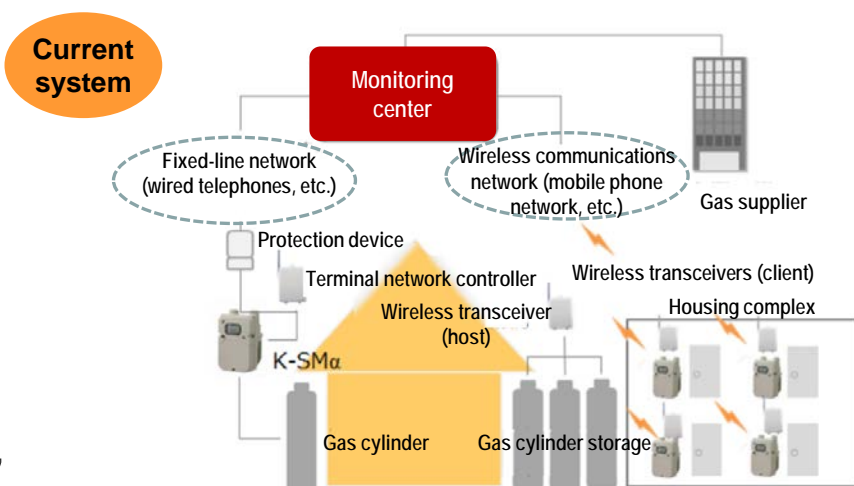 Current
system
Monitoring
center
Fixed-line network
(wired telephones, etc.)
Wireless communications
network (mobile phone
network, etc.)
Gas supplier
Protection device
Terminal network controller
Wireless transceivers (client)
Wireless transceiver
(host)
Housing complex
K-SMα
Gas cylinder
Gas cylinder storage